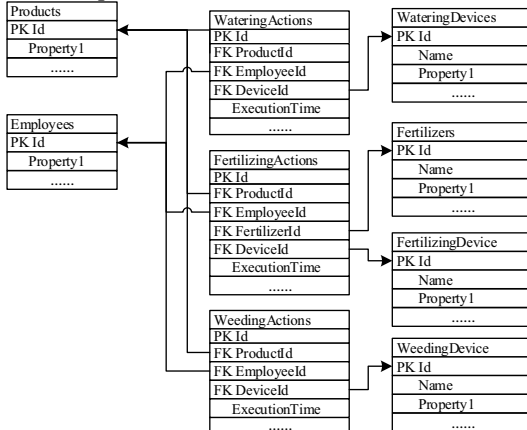 Products
PK Id
Property1
......
Employees
PK Id
Property1
......
WateringActions
PK Id
FK ProductId
FK EmployeeId
FK DeviceId
ExecutionTime
......
FertilizingActions
PK Id
FK ProductId
FK EmployeeId
FK FertilizerId
FK DeviceId
ExecutionTime
......
WeedingActions
PK Id
FK ProductId
FK EmployeeId
FK DeviceId
ExecutionTime
......
WateringDevices
PK Id
Name
Property1
......
Fertilizers
PK Id
Name
Property1
......
FertilizingDevice
PK Id
Name
Property1
......
WeedingDevice
PK Id
Name
Property1
......